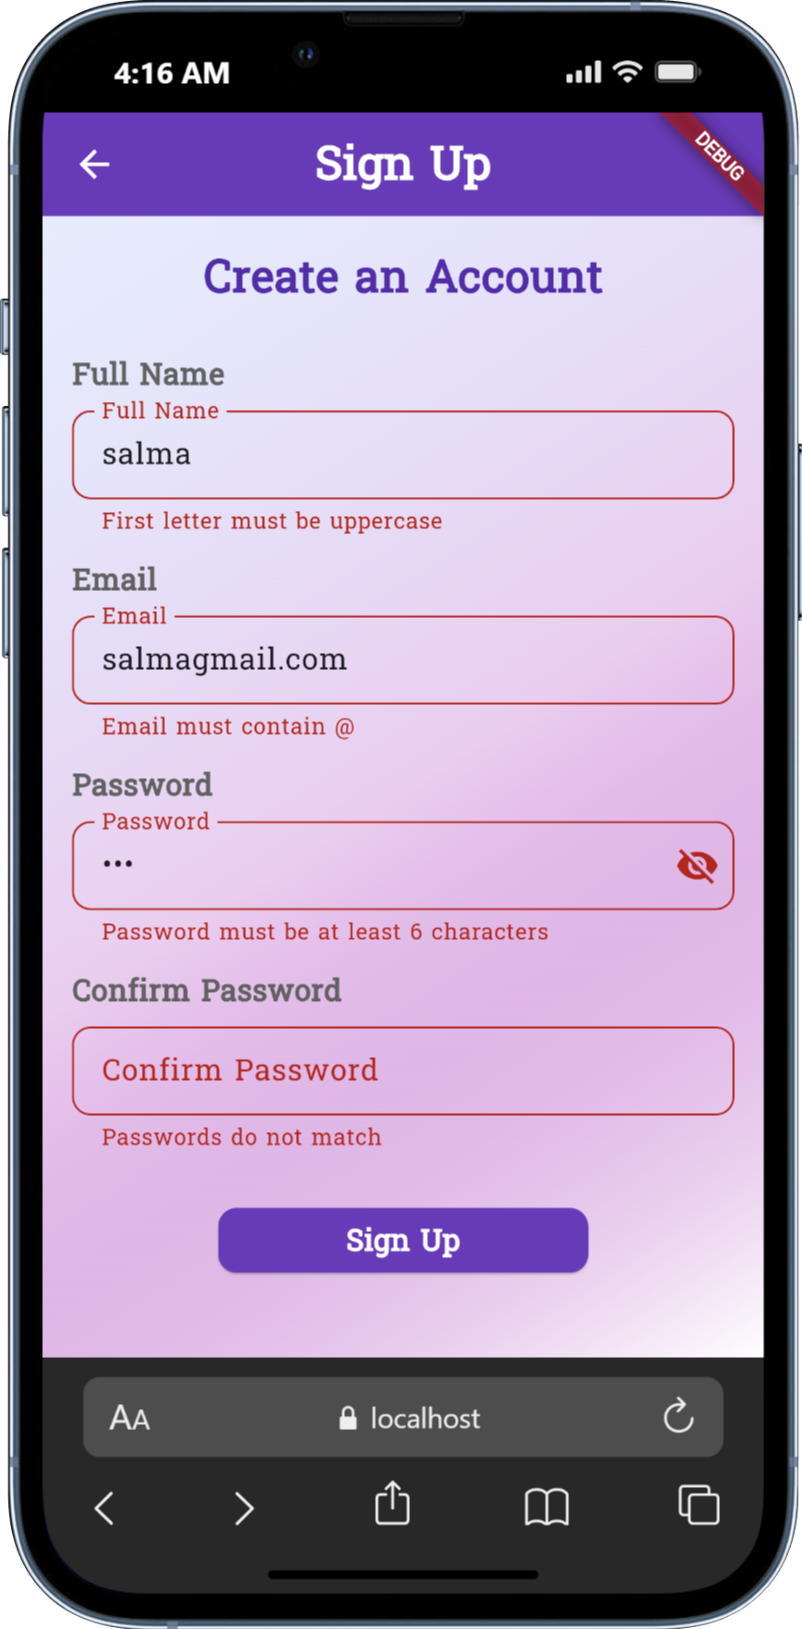 4:16 AM
Sign Up
DEBUG
Create an Account
Full Name
Full Name
salma
First letter must be uppercase
Email
Email
salmagmail.com
Email must contain @
Password
Password
•••
Password must be at least 6 characters
Confirm Password
Confirm Password
Passwords do not match
Sign Up
AA
localhost